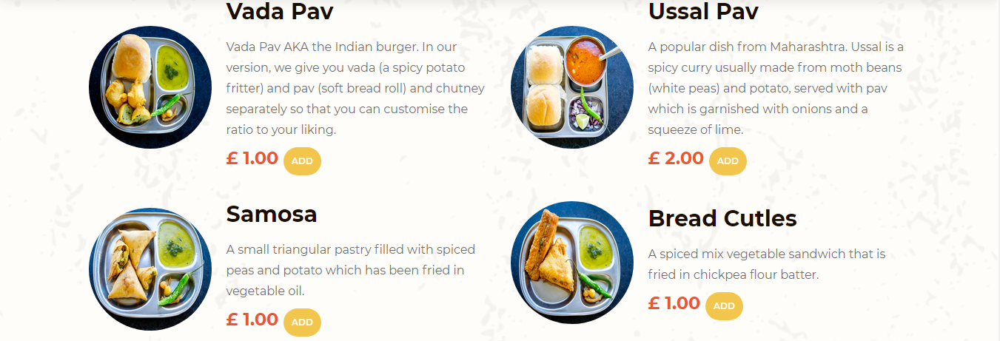 Vada Pav
Vada Pav AKA the Indian burger. In our
version, we give you vada (a spicy potato
fritter) and pav (soft bread roll) and chutney
separately so that you can customise the
ratio to your liking.
£ 1.00 ADD
Ussal Pav
A popular dish from Maharashtra. Ussal is a
spicy curry usually made from moth beans
(white peas) and potato, served with pav
which is garnished with onions and a
squeeze of lime.
£ 2.00 ADD
Samosa
A small triangular pastry filled with spiced
peas and potato which has been fried in
vegetable oil.
£ 1.00 ADD
Bread Cutles
A spiced mix vegetable sandwich that is
fried in chickpea flour batter.
£ 1.00 ADD